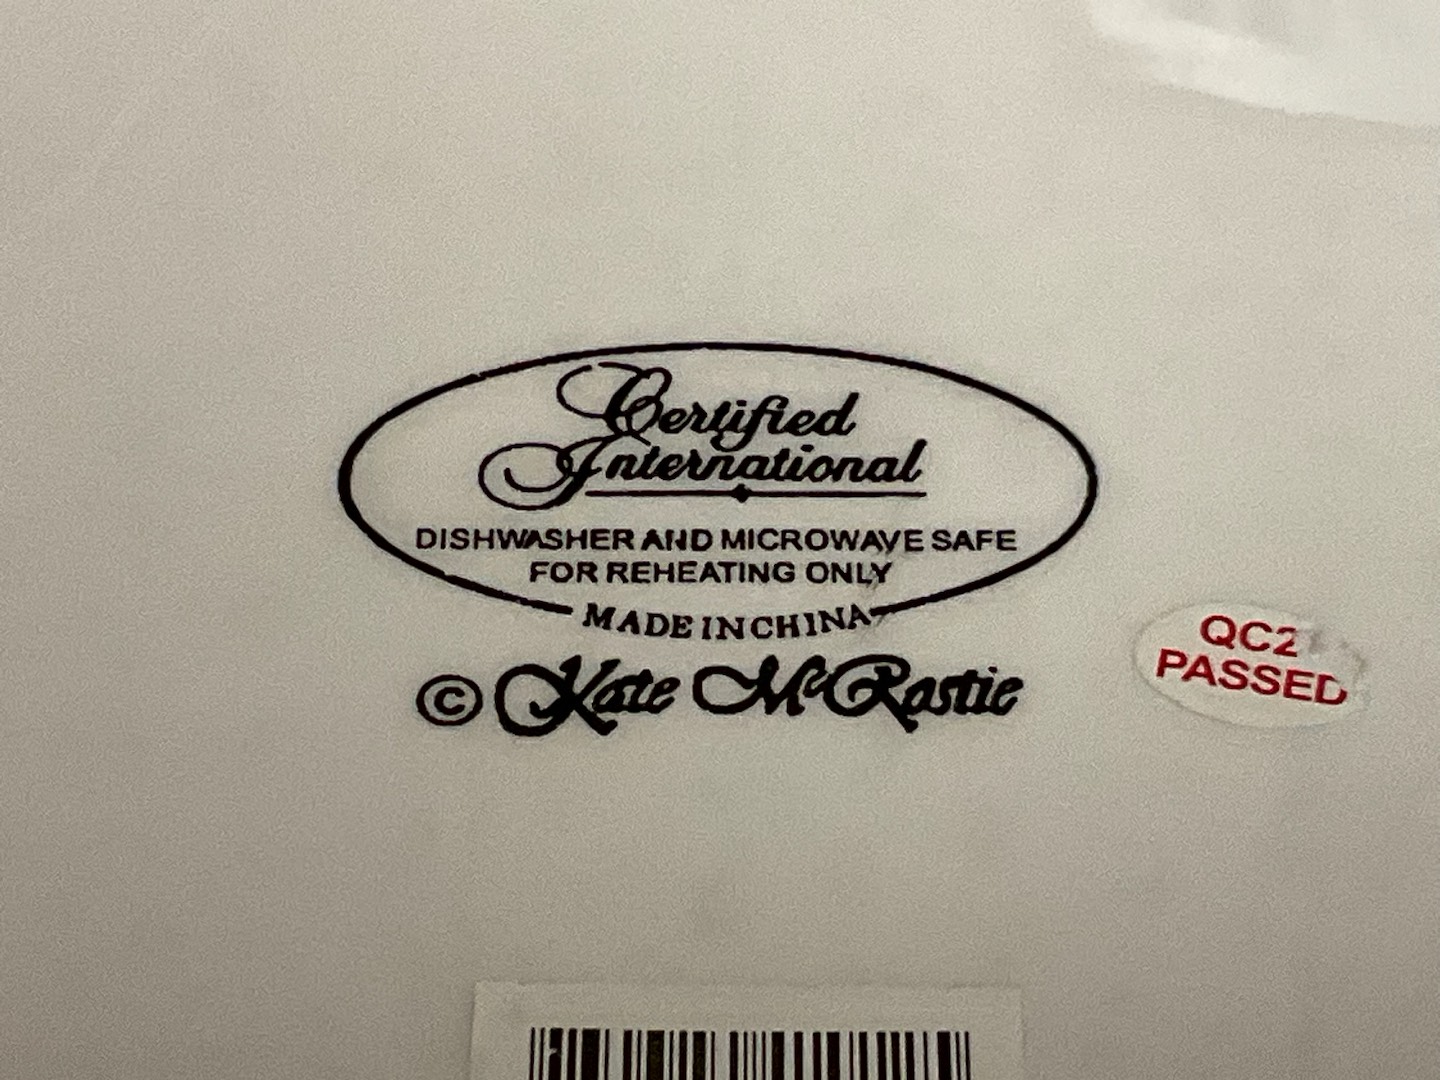 Certified
International
DISHWASHER AND MICROWAVE SAFE
FOR REHEATING ONLY
MADE IN CHINA
© Kate McRostie
QC2
PASSED